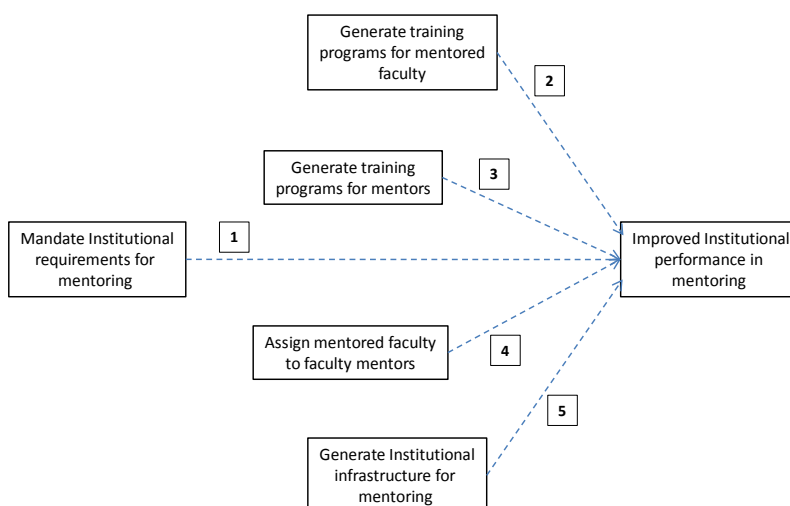 Generate training
programs for mentored
faculty
2
Generate training
programs for mentors
3
Mandate Institutional
requirements for
mentoring
1
Improved Institutional
performance in
mentoring
Assign mentored faculty
to faculty mentors
4
5
Generate Institutional
infrastructure for
mentoring